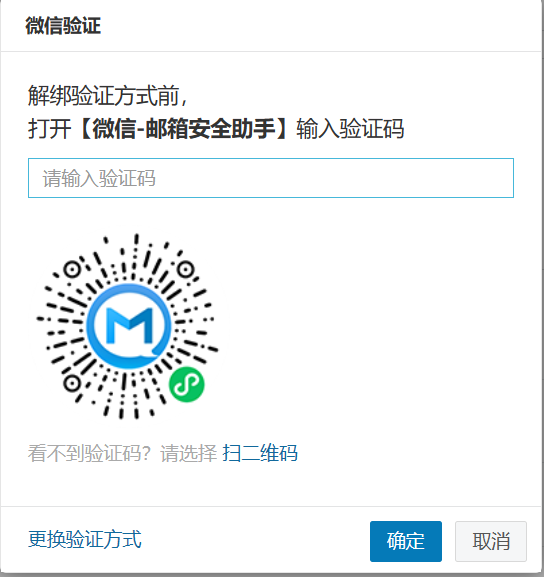 微信验证
解绑验证方式前，
打开【微信-邮箱安全助手】输入验证码
请输入验证码
看不到验证码？请选择 扫二维码
更换验证方式
确定
取消